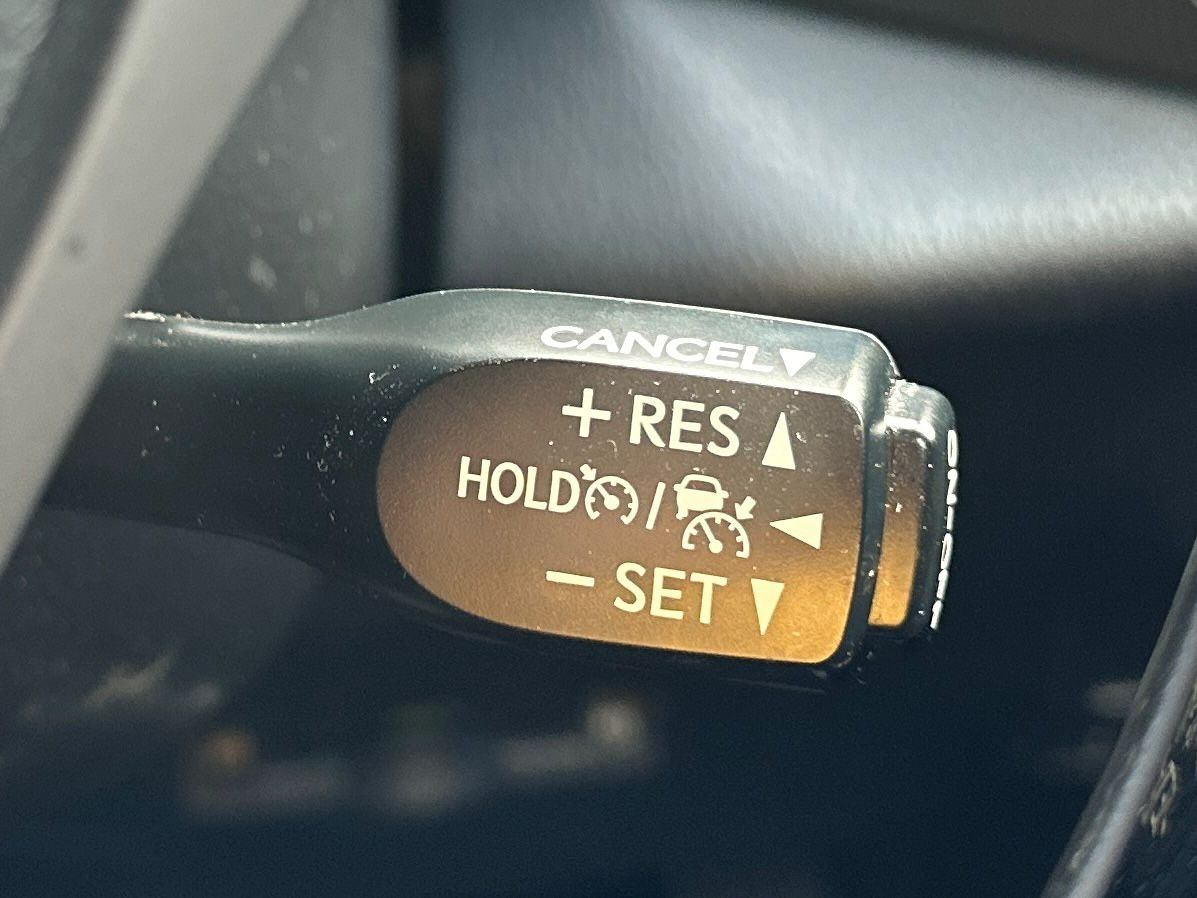 CANCEL▼
+ RES ▲
HOLD / ◀
− SET ▼